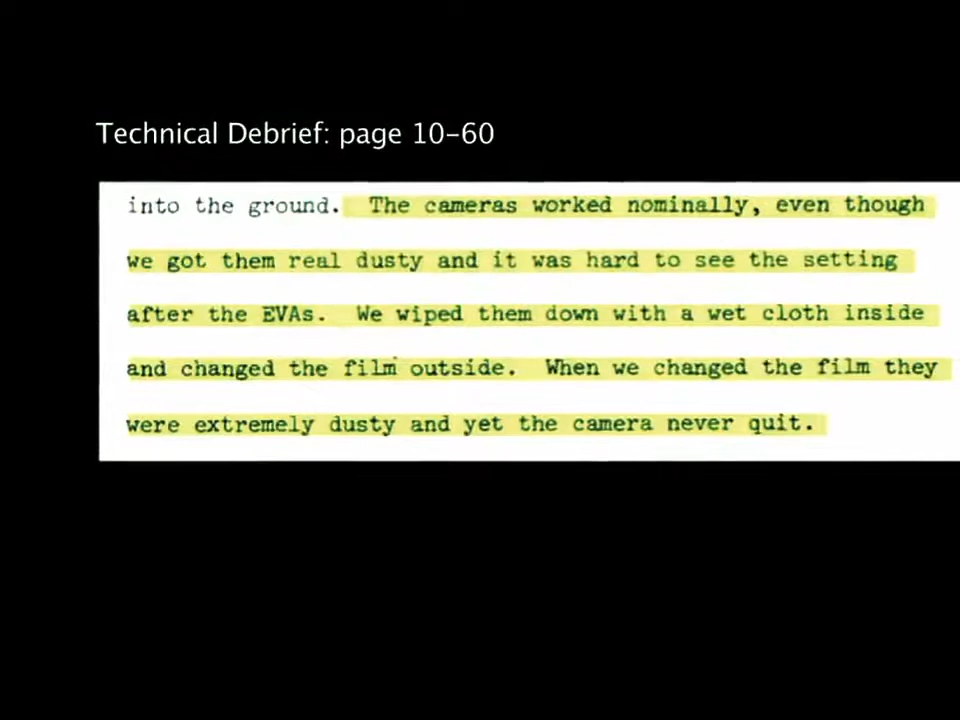 Technical Debrief: page 10-60
into the ground. The cameras worked nominally, even though
we got them real dusty and it was hard to see the setting
after the EVAs. We wiped them down with a wet cloth inside
and changed the film outside. When we changed the film they
were extremely dusty and yet the camera never quit.